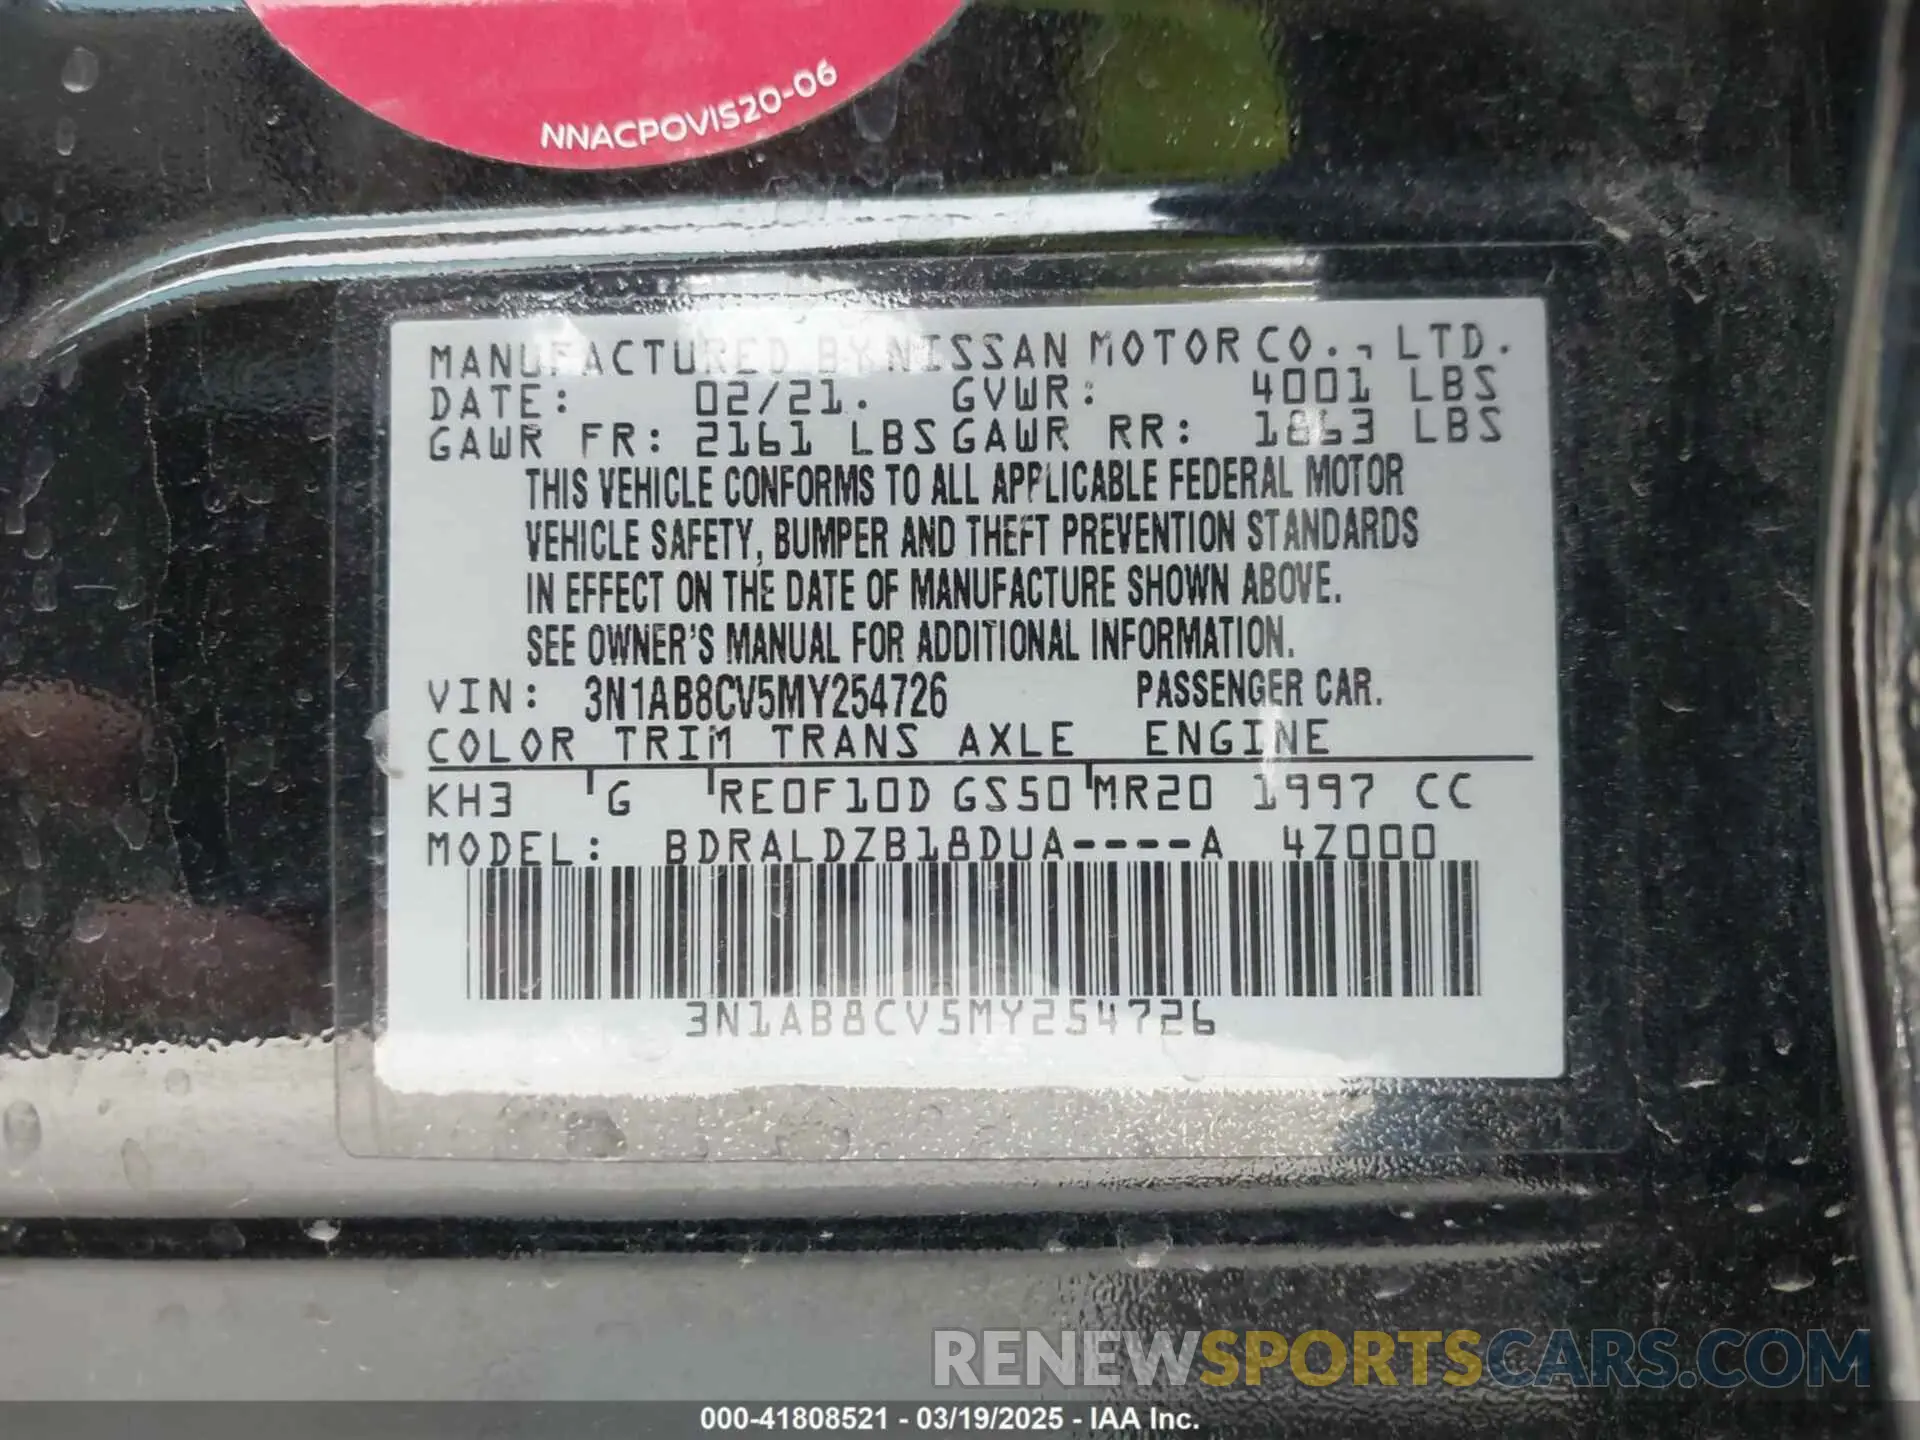 NNACPOVIS20-06
MANUFACTURED BY NISSAN MOTOR CO., LTD.
DATE: 02/21. GVWR: 4001 LBS
GAWR FR: 2161 LBS GAWR RR: 1863 LBS
THIS VEHICLE CONFORMS TO ALL APPLICABLE FEDERAL MOTOR
VEHICLE SAFETY, BUMPER AND THEFT PREVENTION STANDARDS
IN EFFECT ON THE DATE OF MANUFACTURE SHOWN ABOVE.
SEE OWNER'S MANUAL FOR ADDITIONAL INFORMATION.
VIN: 3N1AB8CV5MY254726 PASSENGER CAR.
COLOR TRIM TRANS AXLE ENGINE
KH3 G RE0F10D GS50 MR20 1997 CC
MODEL: BDRALDZB18DUA----A 4Z000
3N1AB8CV5MY254726
RENEWSPORTSCARS.COM
000-41808521 - 03/19/2025 - IAA Inc.